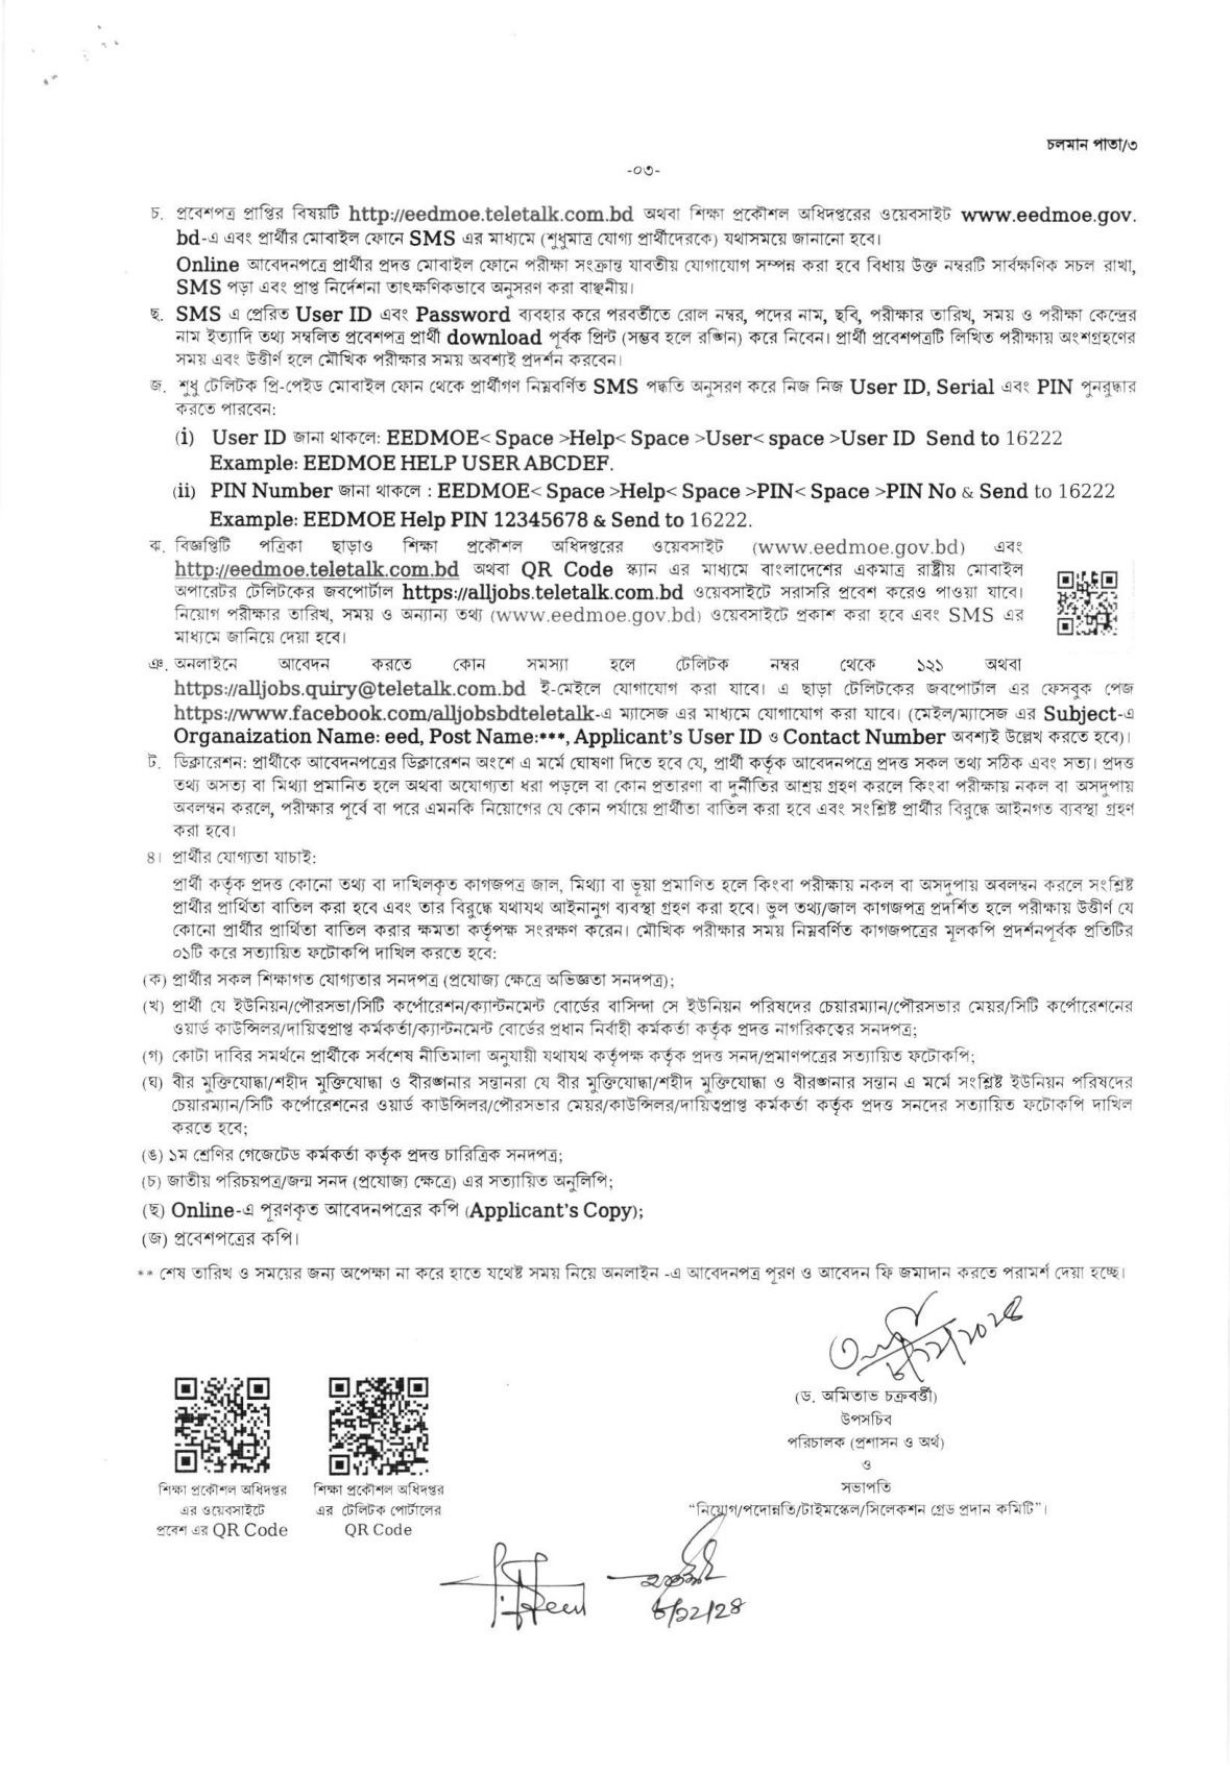 চলমান পাতা/৩
-০৩-
চ. প্রবেশপত্র প্রাপ্তির বিষয়টি http://eedmoe.teletalk.com.bd অথবা শিক্ষা প্রকৌশল অধিদপ্তরের ওয়েবসাইট www.eedmoe.gov.
bd-এ এবং প্রার্থীর মোবাইল ফোনে SMS এর মাধ্যমে (শুধুমাত্র যোগ্য প্রার্থীদেরকে) যথাসময়ে জানানো হবে।
Online আবেদনপত্রে প্রার্থীর প্রদত্ত মোবাইল ফোনে পরীক্ষা সংক্রান্ত যাবতীয় যোগাযোগ সম্পন্ন করা হবে বিধায় উক্ত নম্বরটি সার্বক্ষণিক সচল রাখা,
SMS পড়া এবং প্রাপ্ত নির্দেশনা তাৎক্ষণিকভাবে অনুসরণ করা বাঞ্ছনীয়।
ছ. SMS এ প্রেরিত User ID এবং Password ব্যবহার করে পরবর্তীতে রোল নম্বর, পদের নাম, ছবি, পরীক্ষার তারিখ, সময় ও পরীক্ষা কেন্দ্রের
নাম ইত্যাদি তথ্য সম্বলিত প্রবেশপত্র প্রার্থী download পূর্বক প্রিন্ট (সম্ভব হলে রঙ্গিন) করে নিবেন। প্রার্থী প্রবেশপত্রটি লিখিত পরীক্ষায় অংশগ্রহণের
সময় এবং উত্তীর্ণ হলে মৌখিক পরীক্ষার সময় অবশ্যই প্রদর্শন করবেন।
জ. শুধু টেলিটক প্রি-পেইড মোবাইল ফোন থেকে প্রার্থীগণ নিম্নবর্ণিত SMS পদ্ধতি অনুসরণ করে নিজ নিজ User ID, Serial এবং PIN পুনরুদ্ধার
করতে পারবেন:
(i) User ID জানা থাকলে: EEDMOE< Space >Help< Space >User< space >User ID Send to 16222
Example: EEDMOE HELP USER ABCDEF.
(ii) PIN Number জানা থাকলে : EEDMOE< Space >Help< Space >PIN< Space >PIN No & Send to 16222
Example: EEDMOE Help PIN 12345678 & Send to 16222.
ঝ. বিজ্ঞপ্তিটি পত্রিকা ছাড়াও শিক্ষা প্রকৌশল অধিদপ্তরের ওয়েবসাইট (www.eedmoe.gov.bd) এবং
http://eedmoe.teletalk.com.bd অথবা QR Code স্ক্যান এর মাধ্যমে বাংলাদেশের একমাত্র রাষ্ট্রীয় মোবাইল
অপারেটর টেলিটকের জবপোর্টাল https://alljobs.teletalk.com.bd ওয়েবসাইটে সরাসরি প্রবেশ করেও পাওয়া যাবে।
নিয়োগ পরীক্ষার তারিখ, সময় ও অন্যান্য তথ্য (www.eedmoe.gov.bd) ওয়েবসাইটে প্রকাশ করা হবে এবং SMS এর
মাধ্যমে জানিয়ে দেয়া হবে।
ঞ. অনলাইনে আবেদন করতে কোন সমস্যা হলে টেলিটক নম্বর থেকে ১২১ অথবা
https://alljobs.quiry@teletalk.com.bd ই-মেইলে যোগাযোগ করা যাবে। এ ছাড়া টেলিটকের জবপোর্টাল এর ফেসবুক পেজ
https://www.facebook.com/alljobsbdteletalk-এ ম্যাসেজ এর মাধ্যমে যোগাযোগ করা যাবে। (মেইল/ম্যাসেজ এর Subject-এ
Organaization Name: eed, Post Name:***, Applicant's User ID ও Contact Number অবশ্যই উল্লেখ করতে হবে)।
ট. ডিক্লারেশন: প্রার্থীকে আবেদনপত্রের ডিক্লারেশন অংশে এ মর্মে ঘোষণা দিতে হবে যে, প্রার্থী কর্তৃক আবেদনপত্রে প্রদত্ত সকল তথ্য সঠিক এবং সত্য। প্রদত্ত
তথ্য অসত্য বা মিথ্যা প্রমানিত হলে অথবা অযোগ্যতা ধরা পড়লে বা কোন প্রতারণা বা দুর্নীতির আশ্রয় গ্রহণ করলে কিংবা পরীক্ষায় নকল বা অসদুপায়
অবলম্বন করলে, পরীক্ষার পূর্বে বা পরে এমনকি নিয়োগের যে কোন পর্যায়ে প্রার্থীতা বাতিল করা হবে এবং সংশ্লিষ্ট প্রার্থীর বিরুদ্ধে আইনগত ব্যবস্থা গ্রহণ
করা হবে।
৪। প্রার্থীর যোগ্যতা যাচাই:
প্রার্থী কর্তৃক প্রদত্ত কোনো তথ্য বা দাখিলকৃত কাগজপত্র জাল, মিথ্যা বা ভূয়া প্রমাণিত হলে কিংবা পরীক্ষায় নকল বা অসদুপায় অবলম্বন করলে সংশ্লিষ্ট
প্রার্থীর প্রার্থিতা বাতিল করা হবে এবং তার বিরুদ্ধে যথাযথ আইনানুগ ব্যবস্থা গ্রহণ করা হবে। ভুল তথ্য/জাল কাগজপত্র প্রদর্শিত হলে পরীক্ষায় উত্তীর্ণ যে
কোনো প্রার্থীর প্রার্থিতা বাতিল করার ক্ষমতা কর্তৃপক্ষ সংরক্ষণ করেন। মৌখিক পরীক্ষার সময় নিম্নবর্ণিত কাগজপত্রের মূলকপি প্রদর্শনপূর্বক প্রতিটির
০১টি করে সত্যায়িত ফটোকপি দাখিল করতে হবে:
(ক) প্রার্থীর সকল শিক্ষাগত যোগ্যতার সনদপত্র (প্রযোজ্য ক্ষেত্রে অভিজ্ঞতা সনদপত্র);
(খ) প্রার্থী যে ইউনিয়ন/পৌরসভা/সিটি কর্পোরেশন/ক্যান্টনমেন্ট বোর্ডের বাসিন্দা সে ইউনিয়ন পরিষদের চেয়ারম্যান/পৌরসভার মেয়র/সিটি কর্পোরেশনের
ওয়ার্ড কাউন্সিলর/দায়িত্বপ্রাপ্ত কর্মকর্তা/ক্যান্টনমেন্ট বোর্ডের প্রধান নির্বাহী কর্মকর্তা কর্তৃক প্রদত্ত নাগরিকত্বের সনদপত্র;
(গ) কোটা দাবির সমর্থনে প্রার্থীকে সর্বশেষ নীতিমালা অনুযায়ী যথাযথ কর্তৃপক্ষ কর্তৃক প্রদত্ত সনদ/প্রমাণপত্রের সত্যায়িত ফটোকপি;
(ঘ) বীর মুক্তিযোদ্ধা/শহীদ মুক্তিযোদ্ধা ও বীরঙ্গনার সন্তানরা যে বীর মুক্তিযোদ্ধা/শহীদ মুক্তিযোদ্ধা ও বীরঙ্গনার সন্তান এ মর্মে সংশ্লিষ্ট ইউনিয়ন পরিষদের
চেয়ারম্যান/সিটি কর্পোরেশনের ওয়ার্ড কাউন্সিলর/পৌরসভার মেয়র/কাউন্সিলর/দায়িত্বপ্রাপ্ত কর্মকর্তা কর্তৃক প্রদত্ত সনদের সত্যায়িত ফটোকপি দাখিল
করতে হবে;
(ঙ) ১ম শ্রেণির গেজেটেড কর্মকর্তা কর্তৃক প্রদত্ত চারিত্রিক সনদপত্র;
(চ) জাতীয় পরিচয়পত্র/জন্ম সনদ (প্রযোজ্য ক্ষেত্রে) এর সত্যায়িত অনুলিপি;
(ছ) Online-এ পূরণকৃত আবেদনপত্রের কপি (Applicant's Copy);
(জ) প্রবেশপত্রের কপি।
** শেষ তারিখ ও সময়ের জন্য অপেক্ষা না করে হাতে যথেষ্ট সময় নিয়ে অনলাইন -এ আবেদনপত্র পূরণ ও আবেদন ফি জমাদান করতে পরামর্শ দেয়া হচ্ছে।
(ড. অমিতাভ চক্রবর্ত্তী)
উপসচিব
পরিচালক (প্রশাসন ও অর্থ)
ও
সভাপতি
"নিয়োগ/পদোন্নতি/টাইমস্কেল/সিলেকশন গ্রেড প্রদান কমিটি"।
শিক্ষা প্রকৌশল অধিদপ্তর
এর ওয়েবসাইটে
প্রবেশ এর QR Code
শিক্ষা প্রকৌশল অধিদপ্তর
এর টেলিটক পোর্টালের
QR Code
৮/১২/২৪